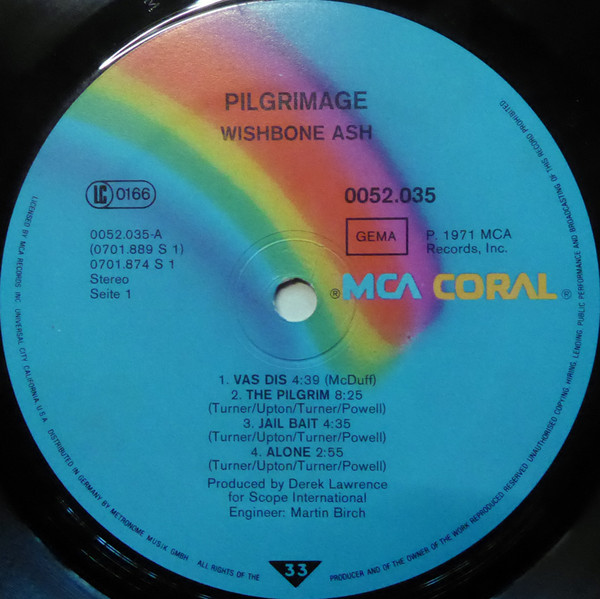 PILGRIMAGE
WISHBONE ASH
LC 0166
0052.035
0052.035-A
(0701.889 S 1)
0701.874 S 1
Stereo
Seite 1
GEMA
P. 1971 MCA
Records, Inc.
® MCA CORAL ®
1. VAS DIS 4:39 (McDuff)
2. THE PILGRIM 8:25
(Turner/Upton/Turner/Powell)
3. JAIL BAIT 4:35
(Turner/Upton/Turner/Powell)
4. ALONE 2:55
(Turner/Upton/Turner/Powell)
Produced by Derek Lawrence
for Scope International
Engineer: Martin Birch
33
LICENSED BY MCA RECORDS INC. UNIVERSAL CITY CALIFORNIA, U.S.A. DISTRIBUTED IN GERMANY BY METRONOME MUSIK GMBH ALL RIGHTS OF THE
PRODUCER AND OF THE OWNER OF THE WORK REPRODUCED RESERVED. UNAUTHORISED COPYING, HIRING, LENDING, PUBLIC PERFORMANCE AND BROADCASTING OF THIS RECORD PROHIBITED.